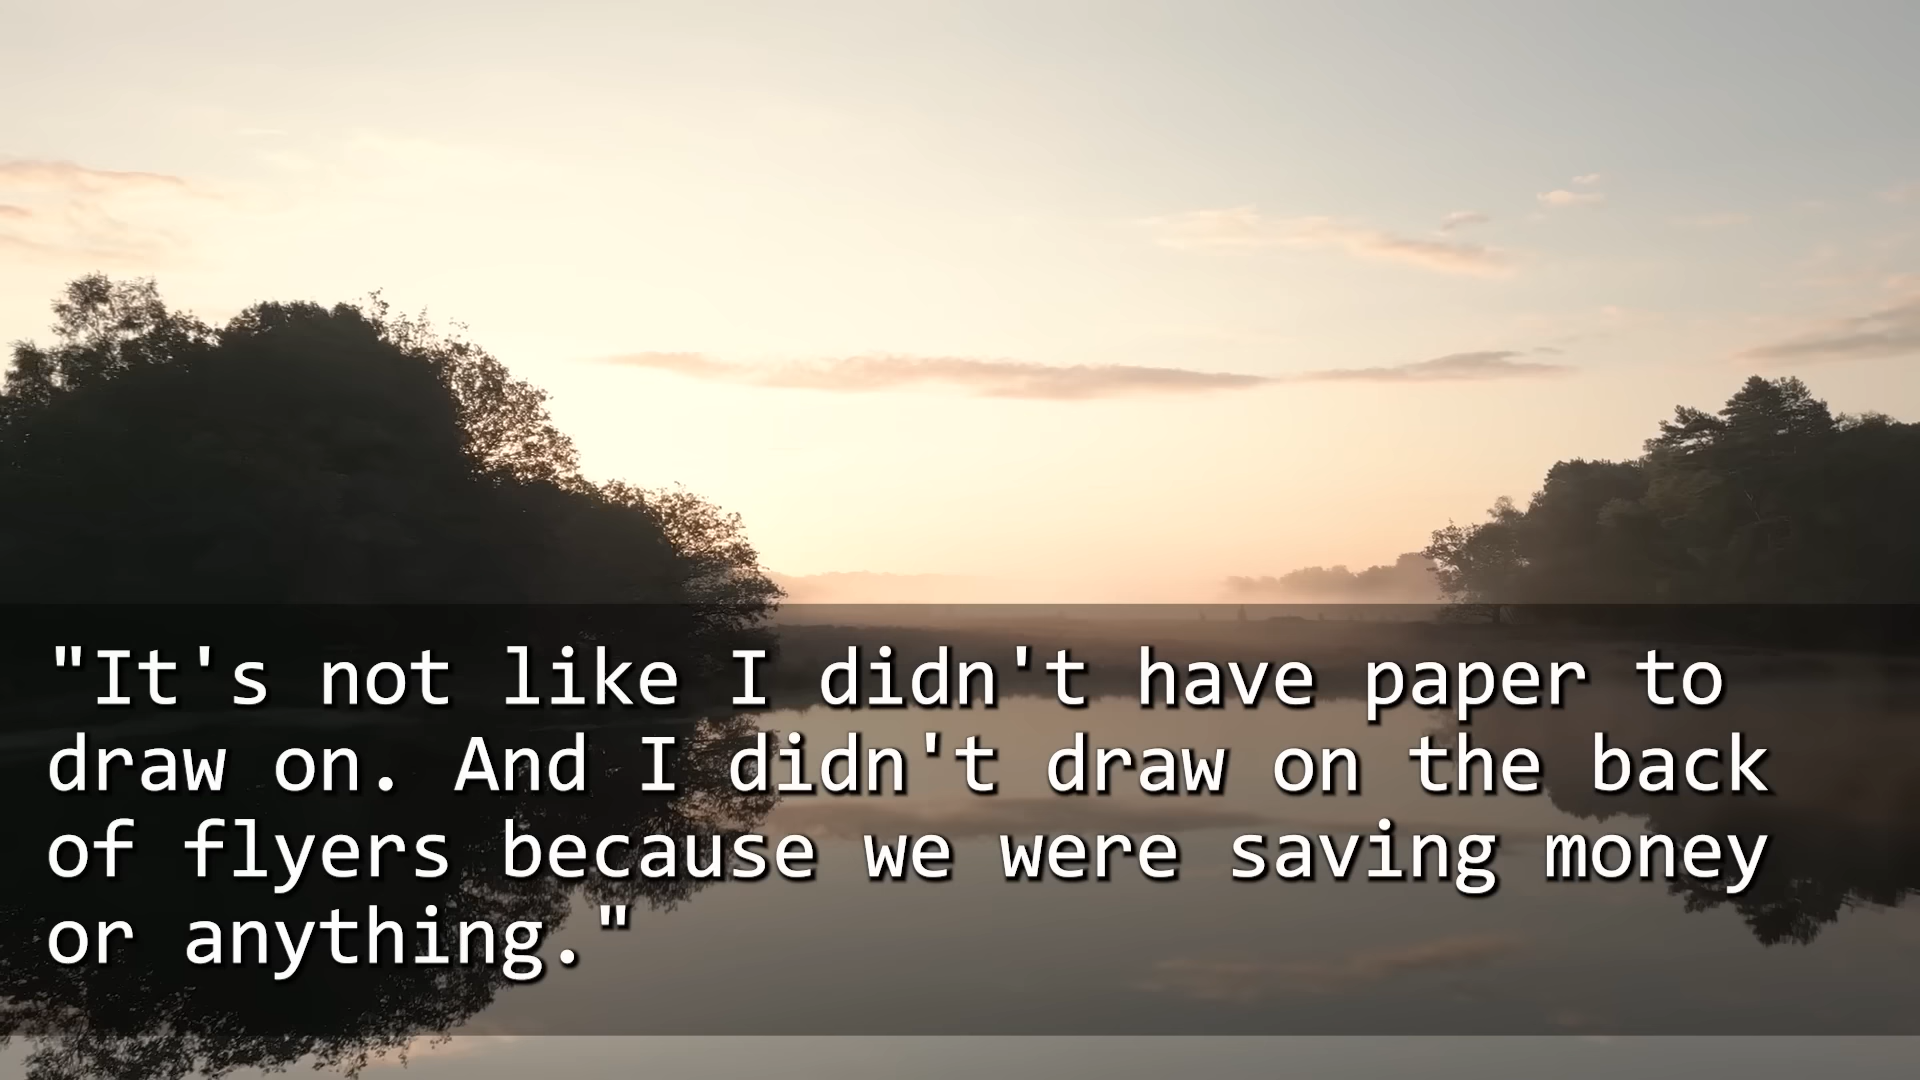 "It's not like I didn't have paper to
draw on. And I didn't draw on the back
of flyers because we were saving money
or anything."